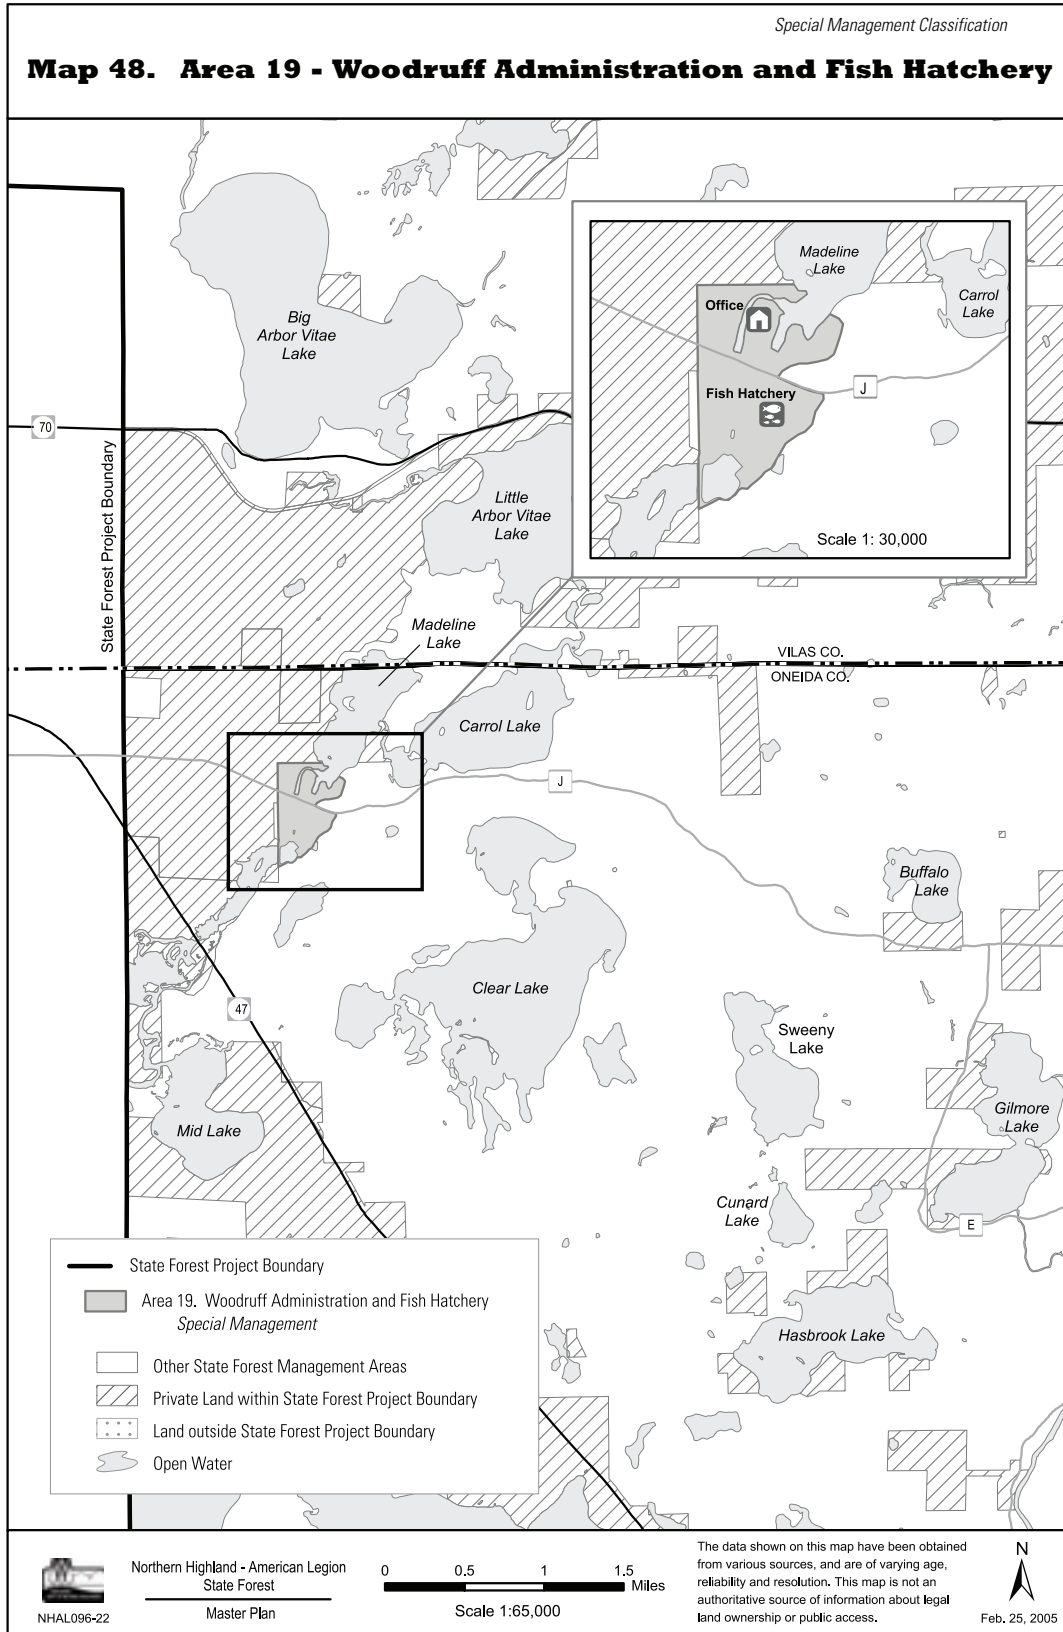 Special Management Classification
Map 48. Area 19 - Woodruff Administration and Fish Hatchery
Madeline
Lake
Carrol
Lake
Office
Fish Hatchery
J
Scale 1: 30,000
Big
Arbor Vitae
Lake
70
State Forest Project Boundary
Little
Arbor Vitae
Lake
Madeline
Lake
VILAS CO.
ONEIDA CO.
Carrol Lake
J
Buffalo
Lake
Clear Lake
47
Sweeny
Lake
Gilmore
Lake
Mid Lake
Cunard
Lake
E
Hasbrook Lake
State Forest Project Boundary
Area 19. Woodruff Administration and Fish Hatchery
Special Management
Other State Forest Management Areas
Private Land within State Forest Project Boundary
Land outside State Forest Project Boundary
Open Water
NHAL096-22
Northern Highland - American Legion
State Forest
Master Plan
0 0.5 1 1.5
Miles
Scale 1:65,000
The data shown on this map have been obtained
from various sources, and are of varying age,
reliability and resolution. This map is not an
authoritative source of information about legal
land ownership or public access.
N
Feb. 25, 2005